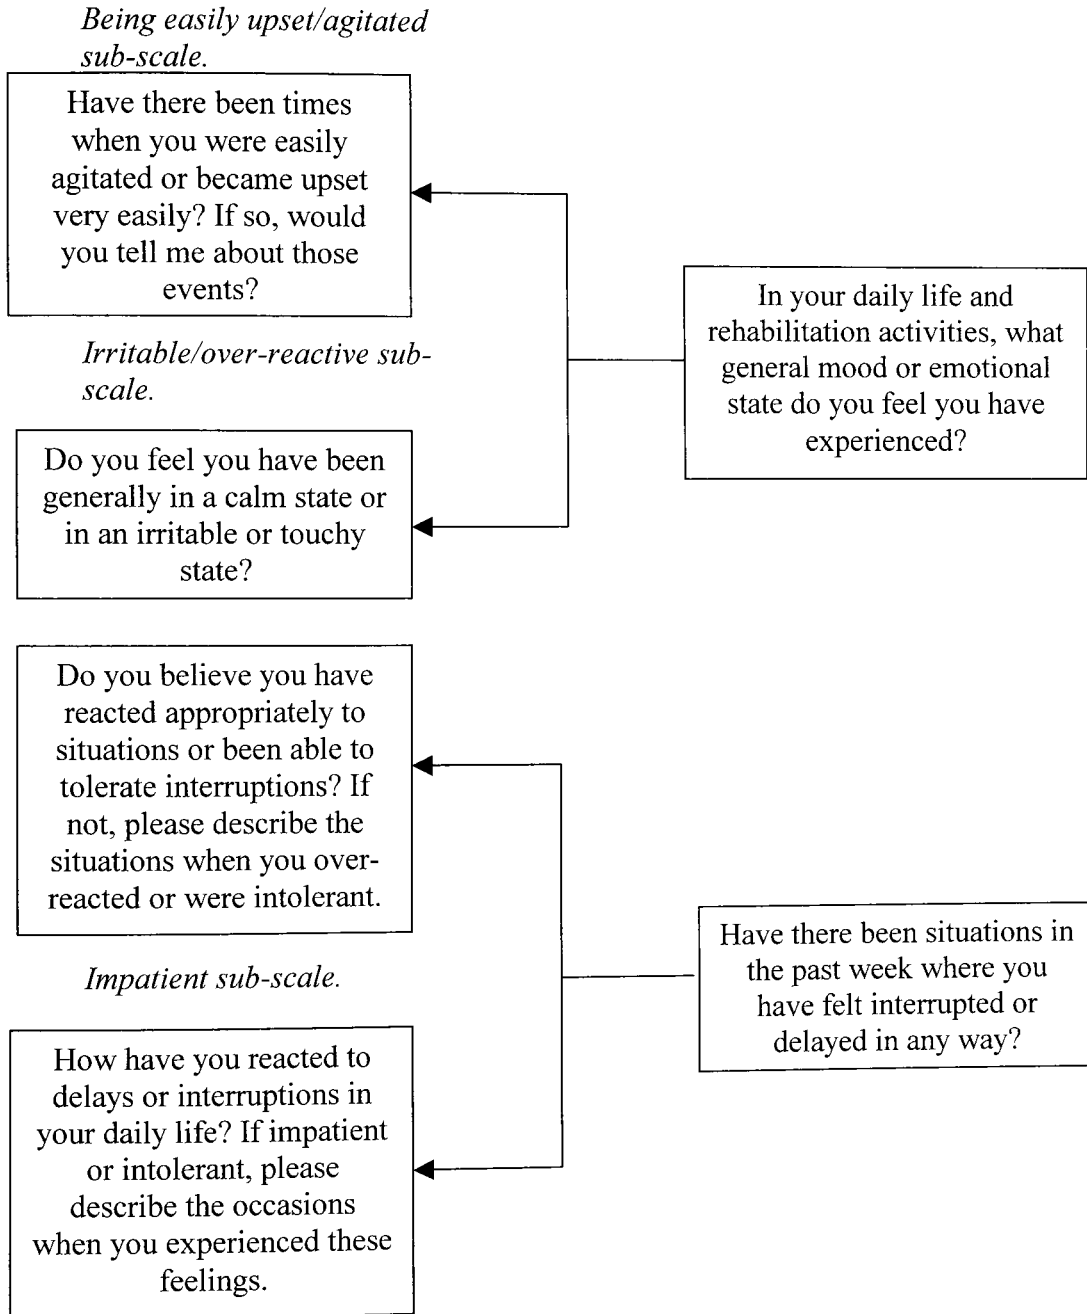 Being easily upset/agitated
sub-scale.
Have there been times
when you were easily
agitated or became upset
very easily? If so, would
you tell me about those
events?
In your daily life and
rehabilitation activities, what
general mood or emotional
state do you feel you have
experienced?
Irritable/over-reactive sub-
scale.
Do you feel you have been
generally in a calm state or
in an irritable or touchy
state?
Do you believe you have
reacted appropriately to
situations or been able to
tolerate interruptions? If
not, please describe the
situations when you over-
reacted or were intolerant.
Have there been situations in
the past week where you
have felt interrupted or
delayed in any way?
Impatient sub-scale.
How have you reacted to
delays or interruptions in
your daily life? If impatient
or intolerant, please
describe the occasions
when you experienced these
feelings.